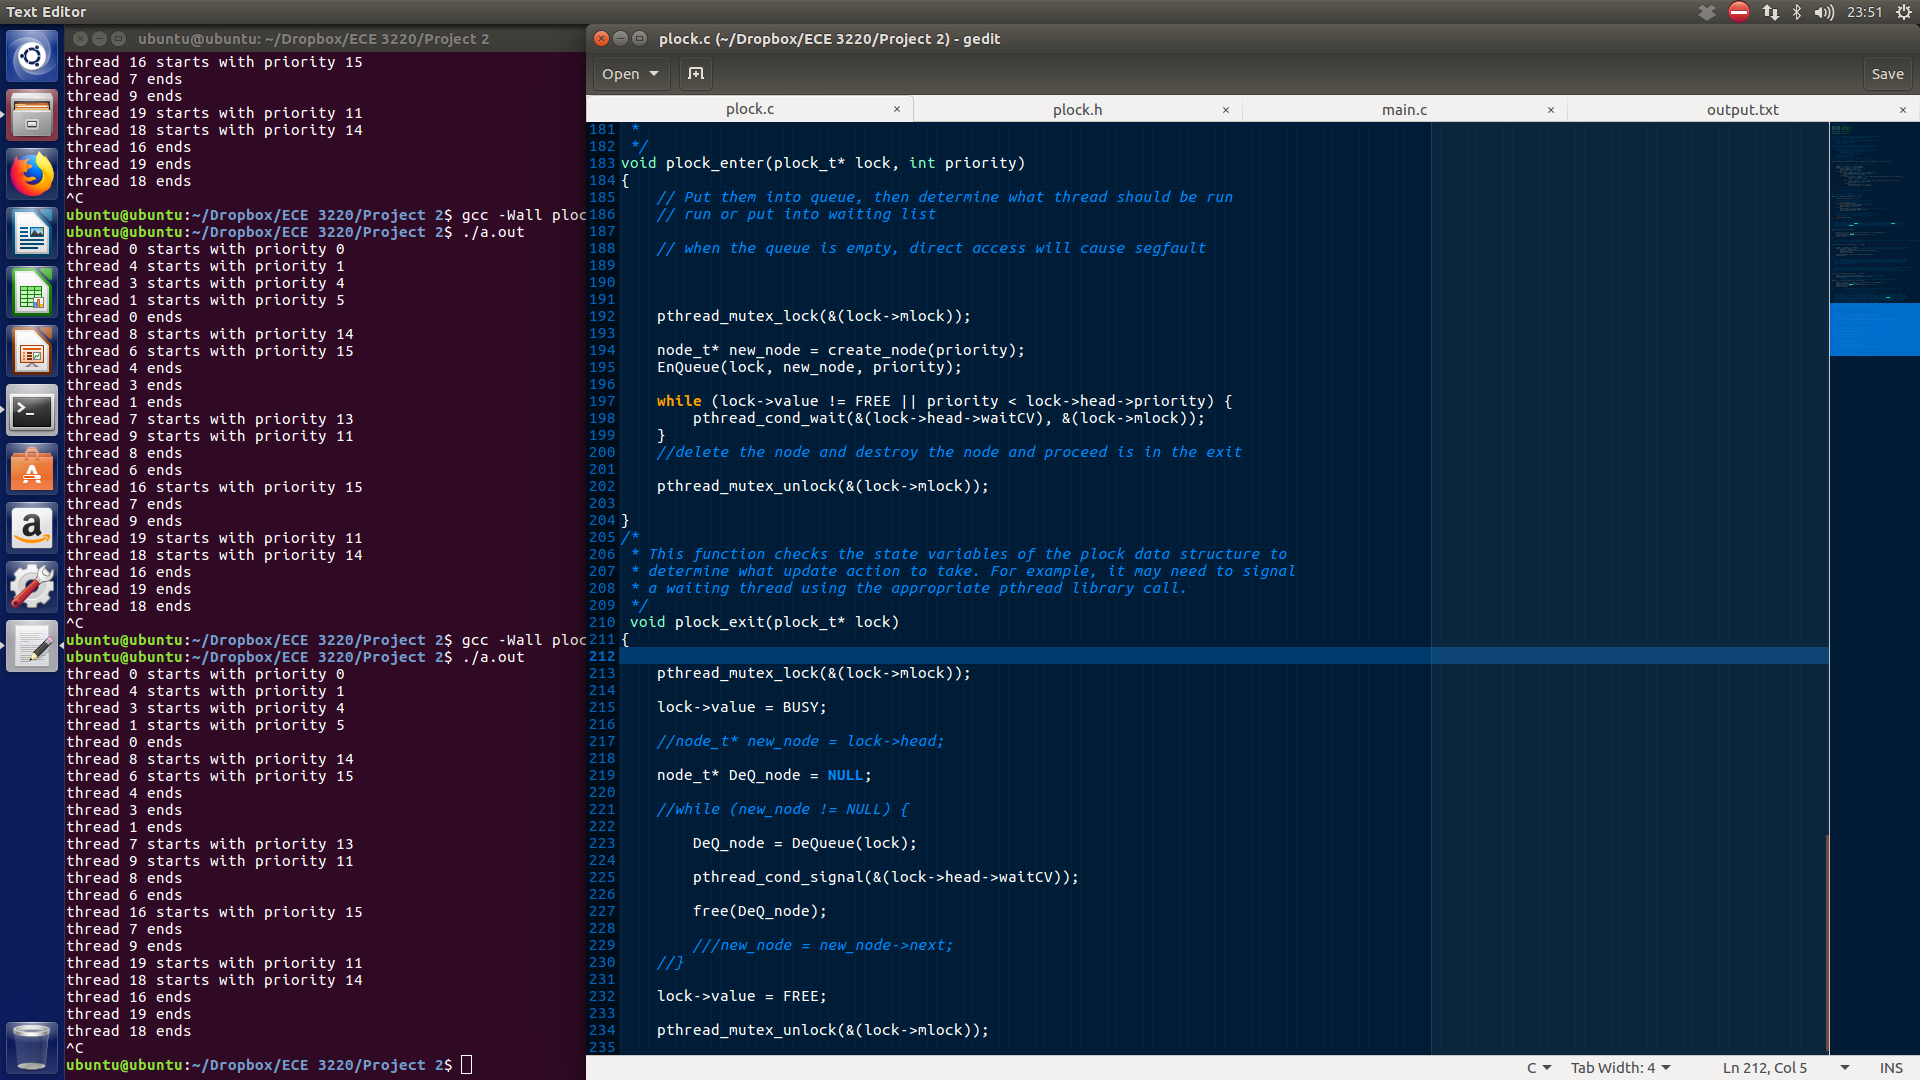 Text Editor
23:51
ubuntu@ubuntu: ~/Dropbox/ECE 3220/Project 2
thread 16 starts with priority 15
thread 7 ends
thread 9 ends
thread 19 starts with priority 11
thread 18 starts with priority 14
thread 16 ends
thread 19 ends
thread 18 ends
^C
ubuntu@ubuntu:~/Dropbox/ECE 3220/Project 2$ gcc -Wall ploc
ubuntu@ubuntu:~/Dropbox/ECE 3220/Project 2$ ./a.out
thread 0 starts with priority 0
thread 4 starts with priority 1
thread 3 starts with priority 4
thread 1 starts with priority 5
thread 0 ends
thread 8 starts with priority 14
thread 6 starts with priority 15
thread 4 ends
thread 3 ends
thread 1 ends
thread 7 starts with priority 13
thread 9 starts with priority 11
thread 8 ends
thread 6 ends
thread 16 starts with priority 15
thread 7 ends
thread 9 ends
thread 19 starts with priority 11
thread 18 starts with priority 14
thread 16 ends
thread 19 ends
thread 18 ends
^C
ubuntu@ubuntu:~/Dropbox/ECE 3220/Project 2$ gcc -Wall ploc
ubuntu@ubuntu:~/Dropbox/ECE 3220/Project 2$ ./a.out
thread 0 starts with priority 0
thread 4 starts with priority 1
thread 3 starts with priority 4
thread 1 starts with priority 5
thread 0 ends
thread 8 starts with priority 14
thread 6 starts with priority 15
thread 4 ends
thread 3 ends
thread 1 ends
thread 7 starts with priority 13
thread 9 starts with priority 11
thread 8 ends
thread 6 ends
thread 16 starts with priority 15
thread 7 ends
thread 9 ends
thread 19 starts with priority 11
thread 18 starts with priority 14
thread 16 ends
thread 19 ends
thread 18 ends
^C
ubuntu@ubuntu:~/Dropbox/ECE 3220/Project 2$
plock.c (~/Dropbox/ECE 3220/Project 2) - gedit
Open
Save
plock.c × plock.h × main.c × output.txt ×
181  *
182  */
183 void plock_enter(plock_t* lock, int priority)
184 {
185     // Put them into queue, then determine what thread should be run
186     // run or put into waiting list
187
188     // when the queue is empty, direct access will cause segfault
189
190
191
192     pthread_mutex_lock(&(lock->mlock));
193
194     node_t* new_node = create_node(priority);
195     EnQueue(lock, new_node, priority);
196
197     while (lock->value != FREE || priority < lock->head->priority) {
198         pthread_cond_wait(&(lock->head->waitCV), &(lock->mlock));
199     }
200     //delete the node and destroy the node and proceed is in the exit
201
202     pthread_mutex_unlock(&(lock->mlock));
203
204 }
205 /*
206  * This function checks the state variables of the plock data structure to
207  * determine what update action to take. For example, it may need to signal
208  * a waiting thread using the appropriate pthread library call.
209  */
210  void plock_exit(plock_t* lock)
211 {
212
213     pthread_mutex_lock(&(lock->mlock));
214
215     lock->value = BUSY;
216
217     //node_t* new_node = lock->head;
218
219     node_t* DeQ_node = NULL;
220
221     //while (new_node != NULL) {
222
223         DeQ_node = DeQueue(lock);
224
225         pthread_cond_signal(&(lock->head->waitCV));
226
227         free(DeQ_node);
228
229         ///new_node = new_node->next;
230     //}
231
232     lock->value = FREE;
233
234     pthread_mutex_unlock(&(lock->mlock));
235
C Tab Width: 4 Ln 212, Col 5 INS